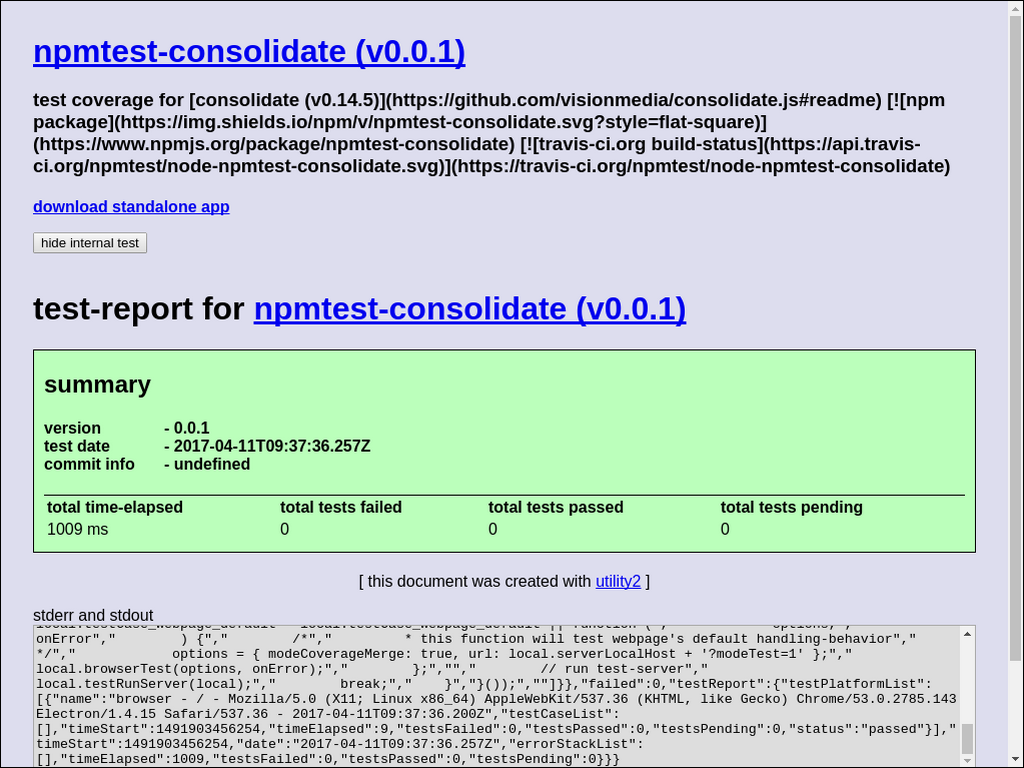 npmtest-consolidate (v0.0.1)
test coverage for [consolidate (v0.14.5)](https://github.com/visionmedia/consolidate.js#readme) [![npm
package](https://img.shields.io/npm/v/npmtest-consolidate.svg?style=flat-square)]
(https://www.npmjs.org/package/npmtest-consolidate) [![travis-ci.org build-status](https://api.travis-
ci.org/npmtest/node-npmtest-consolidate.svg)](https://travis-ci.org/npmtest/node-npmtest-consolidate)
download standalone app
hide internal test
test-report for npmtest-consolidate (v0.0.1)
summary
version - 0.0.1
test date - 2017-04-11T09:37:36.257Z
commit info - undefined
total time-elapsed total tests failed total tests passed total tests pending
1009 ms 0 0 0
[ this document was created with utility2 ]
stderr and stdout
onError","        ) {","        /*","         * this function will test webpage's default handling-behavior","
*/","            options = { modeCoverageMerge: true, url: local.serverLocalHost + '?modeTest=1' };","
local.browserTest(options, onError);","        };","","        // run test-server","
local.testRunServer(local);","        break;","    }","}());",""]}},"failed":0,"testReport":{"testPlatformList":
[{"name":"browser - / - Mozilla/5.0 (X11; Linux x86_64) AppleWebKit/537.36 (KHTML, like Gecko) Chrome/53.0.2785.143
Electron/1.4.15 Safari/537.36 - 2017-04-11T09:37:36.200Z","testCaseList":
[],"timeStart":1491903456254,"timeElapsed":9,"testsFailed":0,"testsPassed":0,"testsPending":0,"status":"passed"}],"
timeStart":1491903456254,"date":"2017-04-11T09:37:36.257Z","errorStackList":
[],"timeElapsed":1009,"testsFailed":0,"testsPassed":0,"testsPending":0}}}